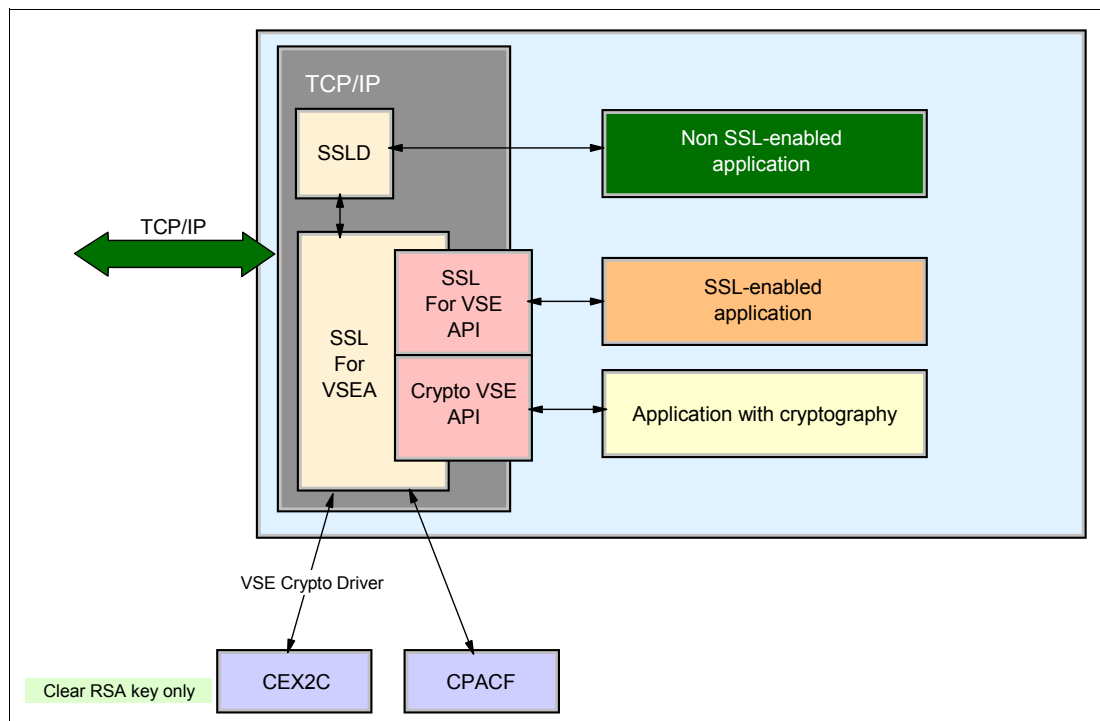 TCP/IP
SSLD
Non SSL-enabled
application
TCP/IP
SSL
For VSE
API
SSL-enabled
application
SSL
For
VSEA
Crypto VSE
API
Application with cryptography
VSE Crypto Driver
Clear RSA key only
CEX2C
CPACF